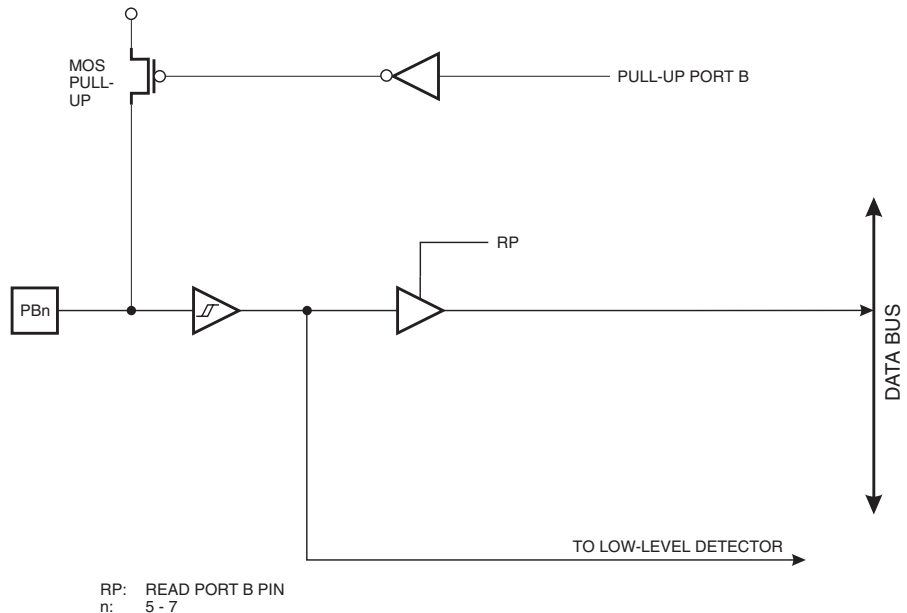 MOS
PULL-
UP
PULL-UP PORT B
RP
PBn
DATA BUS
TO LOW-LEVEL DETECTOR
RP: READ PORT B PIN
n: 5 - 7